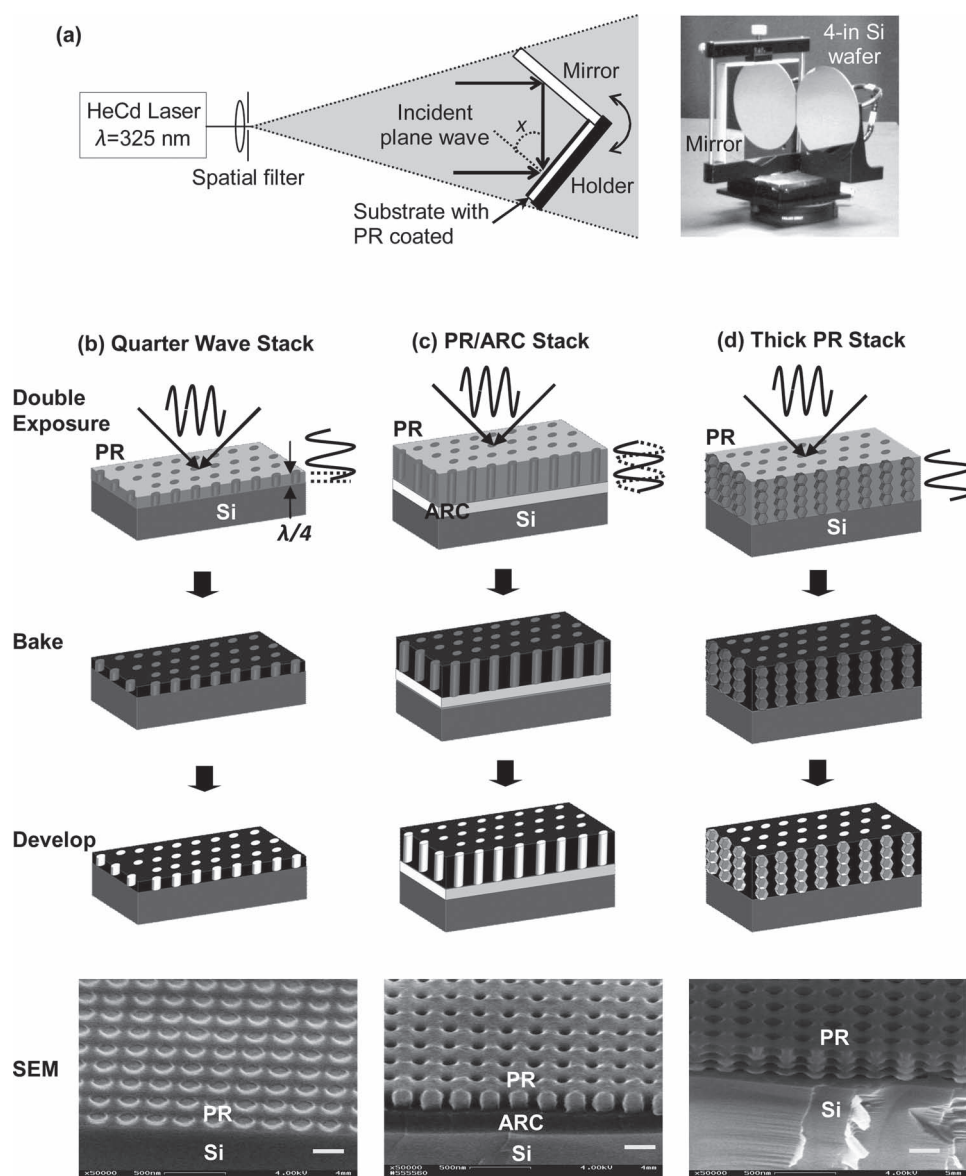 (a)
HeCd Laser
λ=325 nm
Spatial filter
Incident
plane wave
x
Mirror
Holder
Substrate with
PR coated
4-in Si
wafer
Mirror
(b) Quarter Wave Stack
(c) PR/ARC Stack
(d) Thick PR Stack
Double
Exposure
PR
Si
λ/4
PR
ARC
Si
PR
Si
Bake
Develop
SEM
PR
Si
x50000 500nm 4.00kV 4mm
PR
ARC
Si
x50000 500nm 4.00kV 4mm
#555560
PR
Si
x50000 500nm 4.00kV 5mm